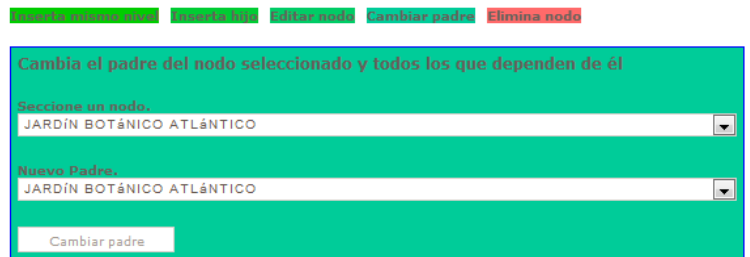 Inserta mismo nivel Inserta hijo Editar nodo Cambiar padre Elimina nodo
Cambia el padre del nodo seleccionado y todos los que dependen de él
Seccione un nodo.
JARDíN BOTáNICO ATLáNTICO
Nuevo Padre.
JARDíN BOTáNICO ATLáNTICO
Cambiar padre